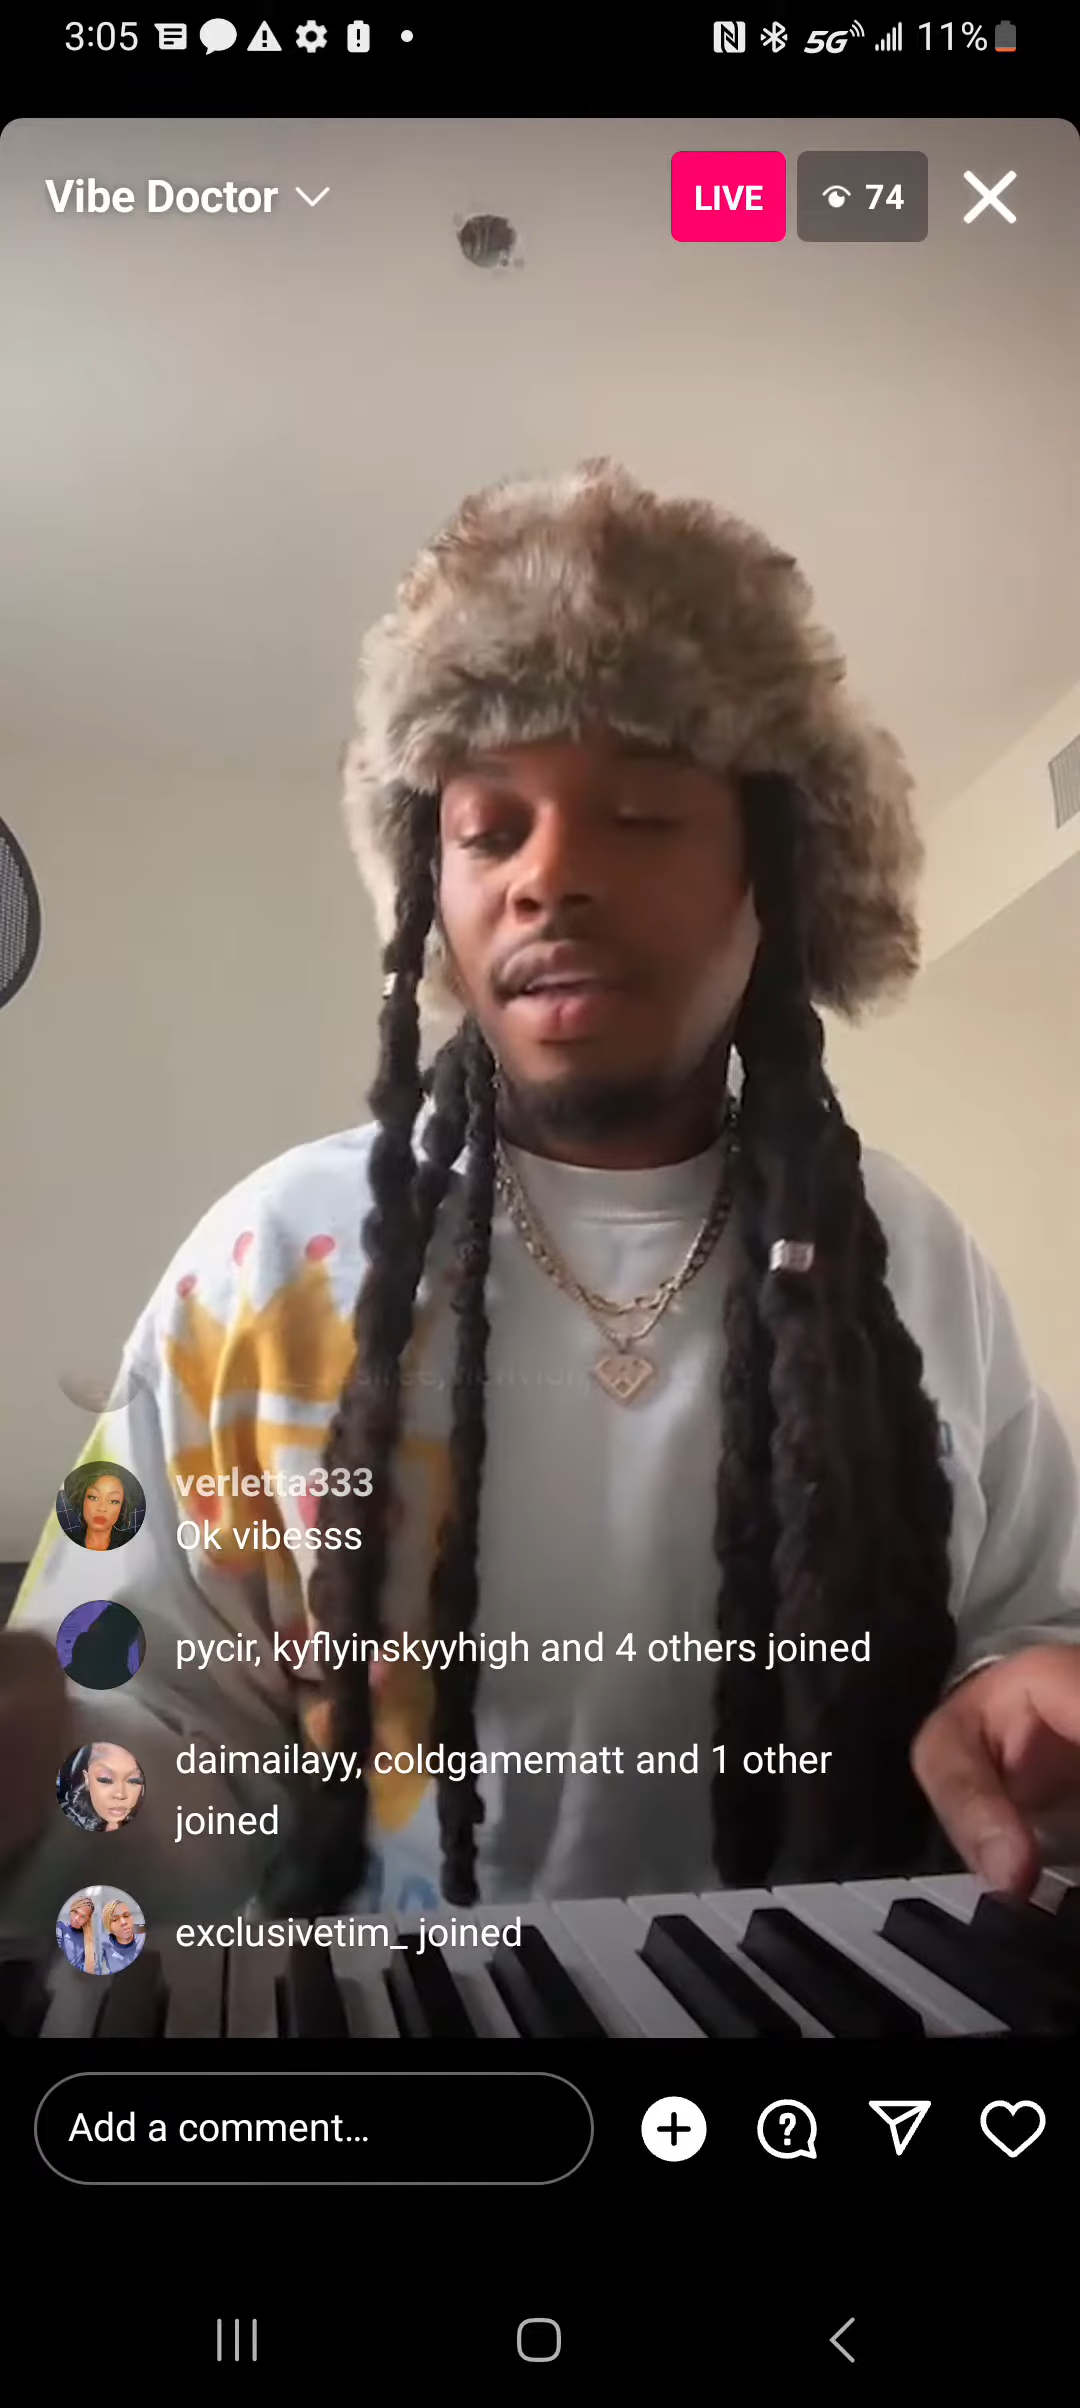 3:05
5G
11%
Vibe Doctor
LIVE
74
verletta333
Ok vibesss
pycir, kyflyinskyyhigh and 4 others joined
daimailayy, coldgamematt and 1 other
joined
exclusivetim_ joined
Add a comment...